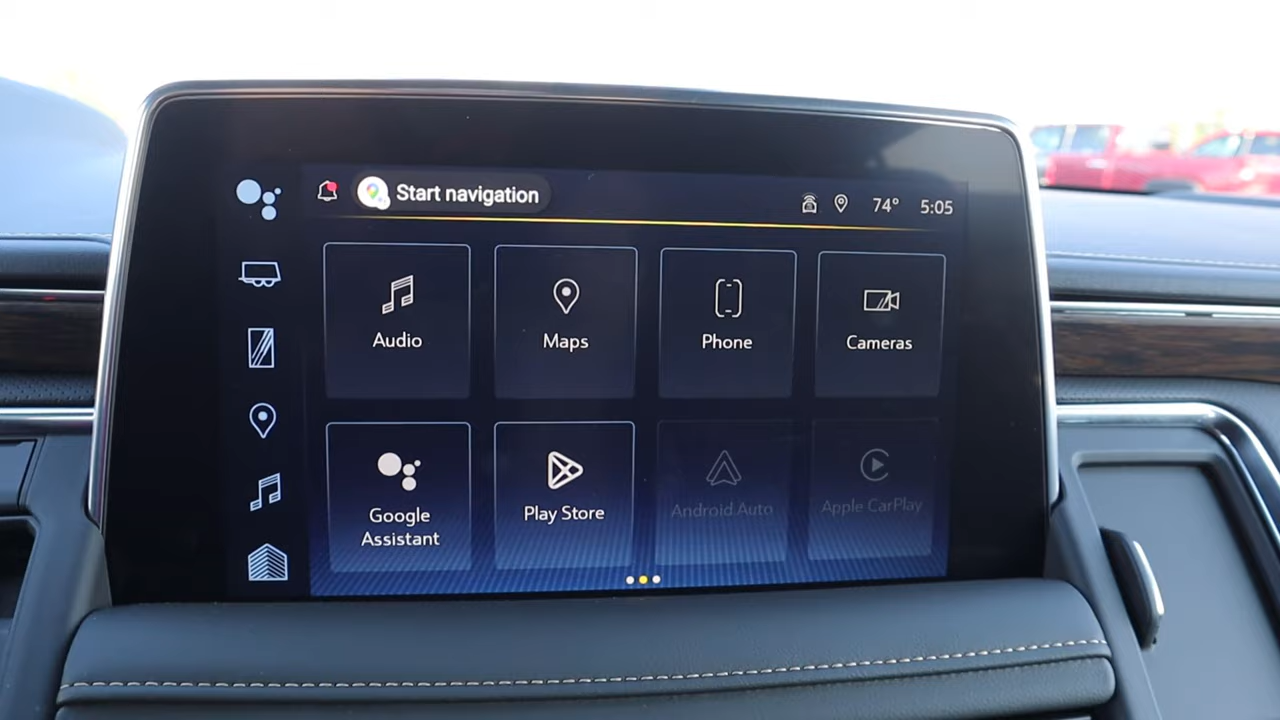 Start navigation
74° 5:05
Audio
Maps
Phone
Cameras
Google
Assistant
Play Store
Android Auto
Apple CarPlay